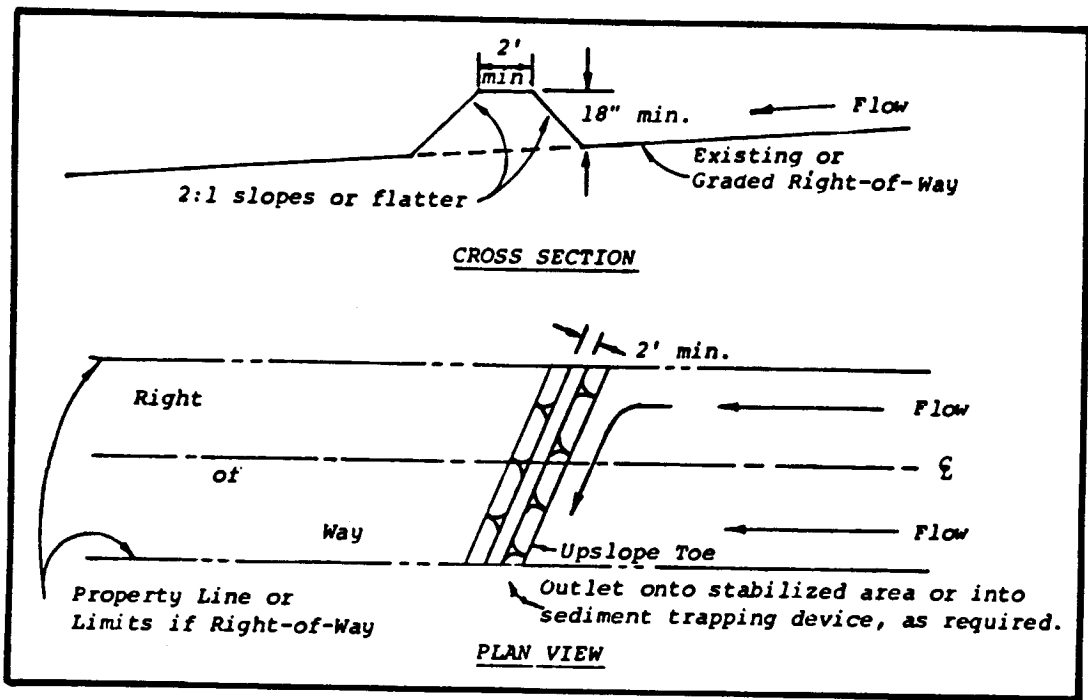 2'
min
18" min.
Flow
Existing or
Graded Right-of-Way
2:1 slopes or flatter
CROSS SECTION
2' min.
Right
Flow
of
℄
Way
Flow
Upslope Toe
Property Line or
Limits if Right-of-Way
Outlet onto stabilized area or into
sediment trapping device, as required.
PLAN VIEW